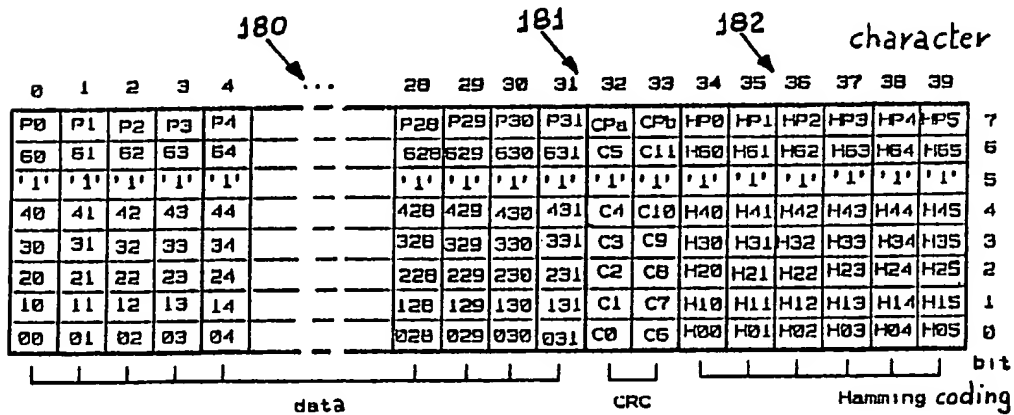 180 181 182 character
0 1 2 3 4 ... 28 29 30 31 32 33 34 35 36 37 38 39
P0 P1 P2 P3 P4 P28 P29 P30 P31 CPa CPb HP0 HP1 HP2 HP3 HP4 HP5 7
60 61 62 63 64 628 629 630 631 C5 C11 H60 H61 H62 H63 H64 H65 6
'1' '1' '1' '1' '1' '1' '1' '1' '1' '1' '1' '1' '1' '1' '1' '1' '1' 5
40 41 42 43 44 428 429 430 431 C4 C10 H40 H41 H42 H43 H44 H45 4
30 31 32 33 34 328 329 330 331 C3 C9 H30 H31 H32 H33 H34 H35 3
20 21 22 23 24 228 229 230 231 C2 C8 H20 H21 H22 H23 H24 H25 2
10 11 12 13 14 128 129 130 131 C1 C7 H10 H11 H12 H13 H14 H15 1
00 01 02 03 04 028 029 030 031 C0 C6 H00 H01 H02 H03 H04 H05 0
bit
data CRC Hamming coding